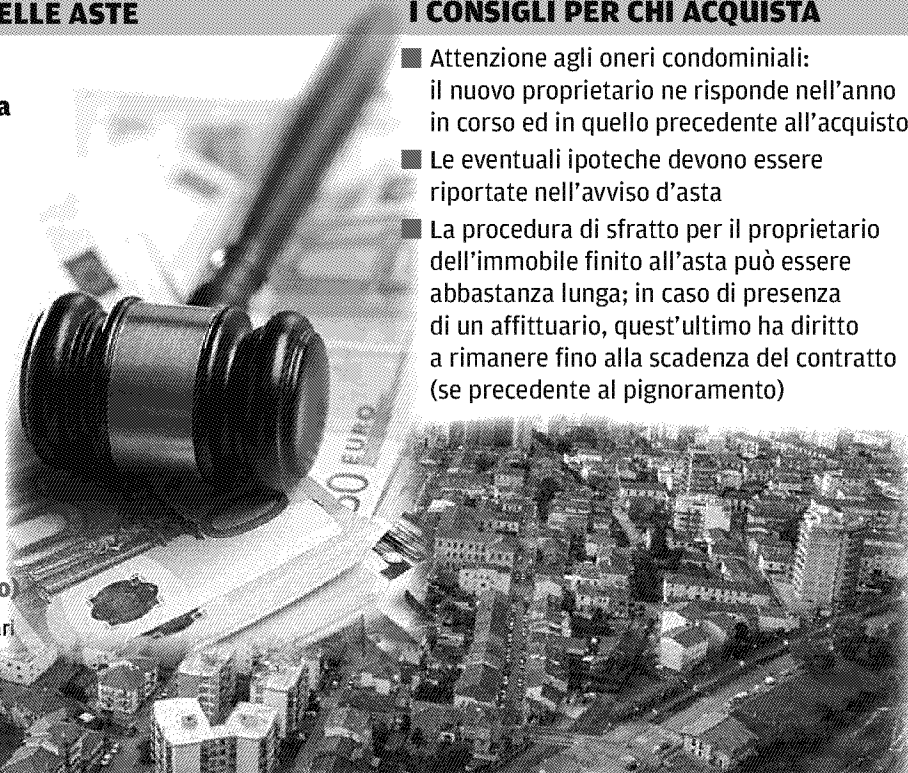 ELLE ASTE
a
o)
ari
I CONSIGLI PER CHI ACQUISTA
Attenzione agli oneri condominiali:
il nuovo proprietario ne risponde nell'anno
in corso ed in quello precedente all'acquisto
Le eventuali ipoteche devono essere
riportate nell'avviso d'asta
La procedura di sfratto per il proprietario
dell'immobile finito all'asta può essere
abbastanza lunga; in caso di presenza
di un affittuario, quest'ultimo ha diritto
a rimanere fino alla scadenza del contratto
(se precedente al pignoramento)
50 EURO